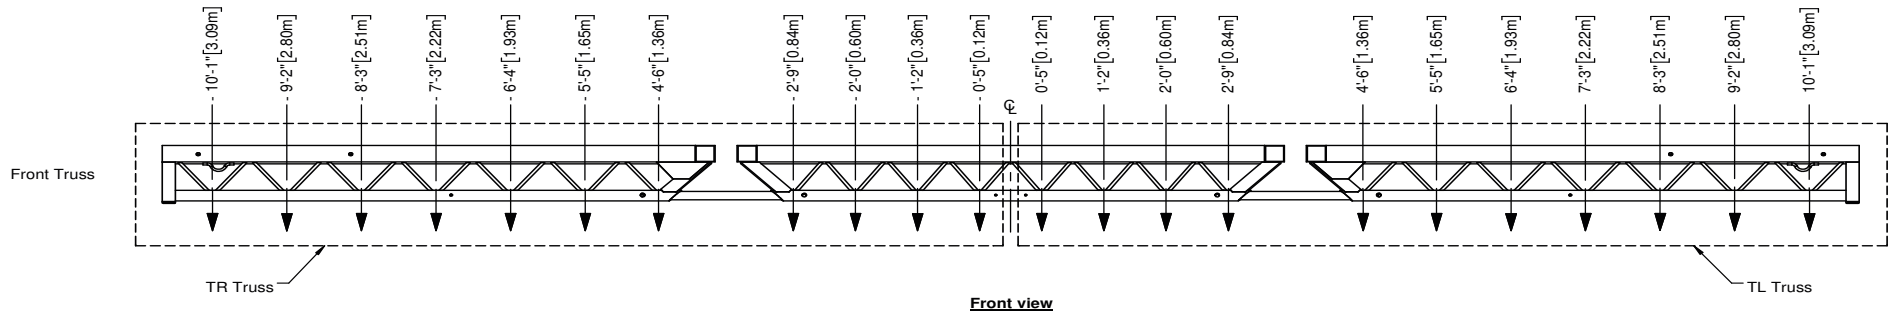 10'-1" [3.09m]
9'-2" [2.80m]
8'-3" [2.51m]
7'-3" [2.22m]
6'-4" [1.93m]
5'-5" [1.65m]
4'-6" [1.36m]
2'-9" [0.84m]
2'-0" [0.60m]
1'-2" [0.36m]
0'-5" [0.12m]
℄
0'-5" [0.12m]
1'-2" [0.36m]
2'-0" [0.60m]
2'-9" [0.84m]
4'-6" [1.36m]
5'-5" [1.65m]
6'-4" [1.93m]
7'-3" [2.22m]
8'-3" [2.51m]
9'-2" [2.80m]
10'-1" [3.09m]
Front Truss
TR Truss
TL Truss
Front view